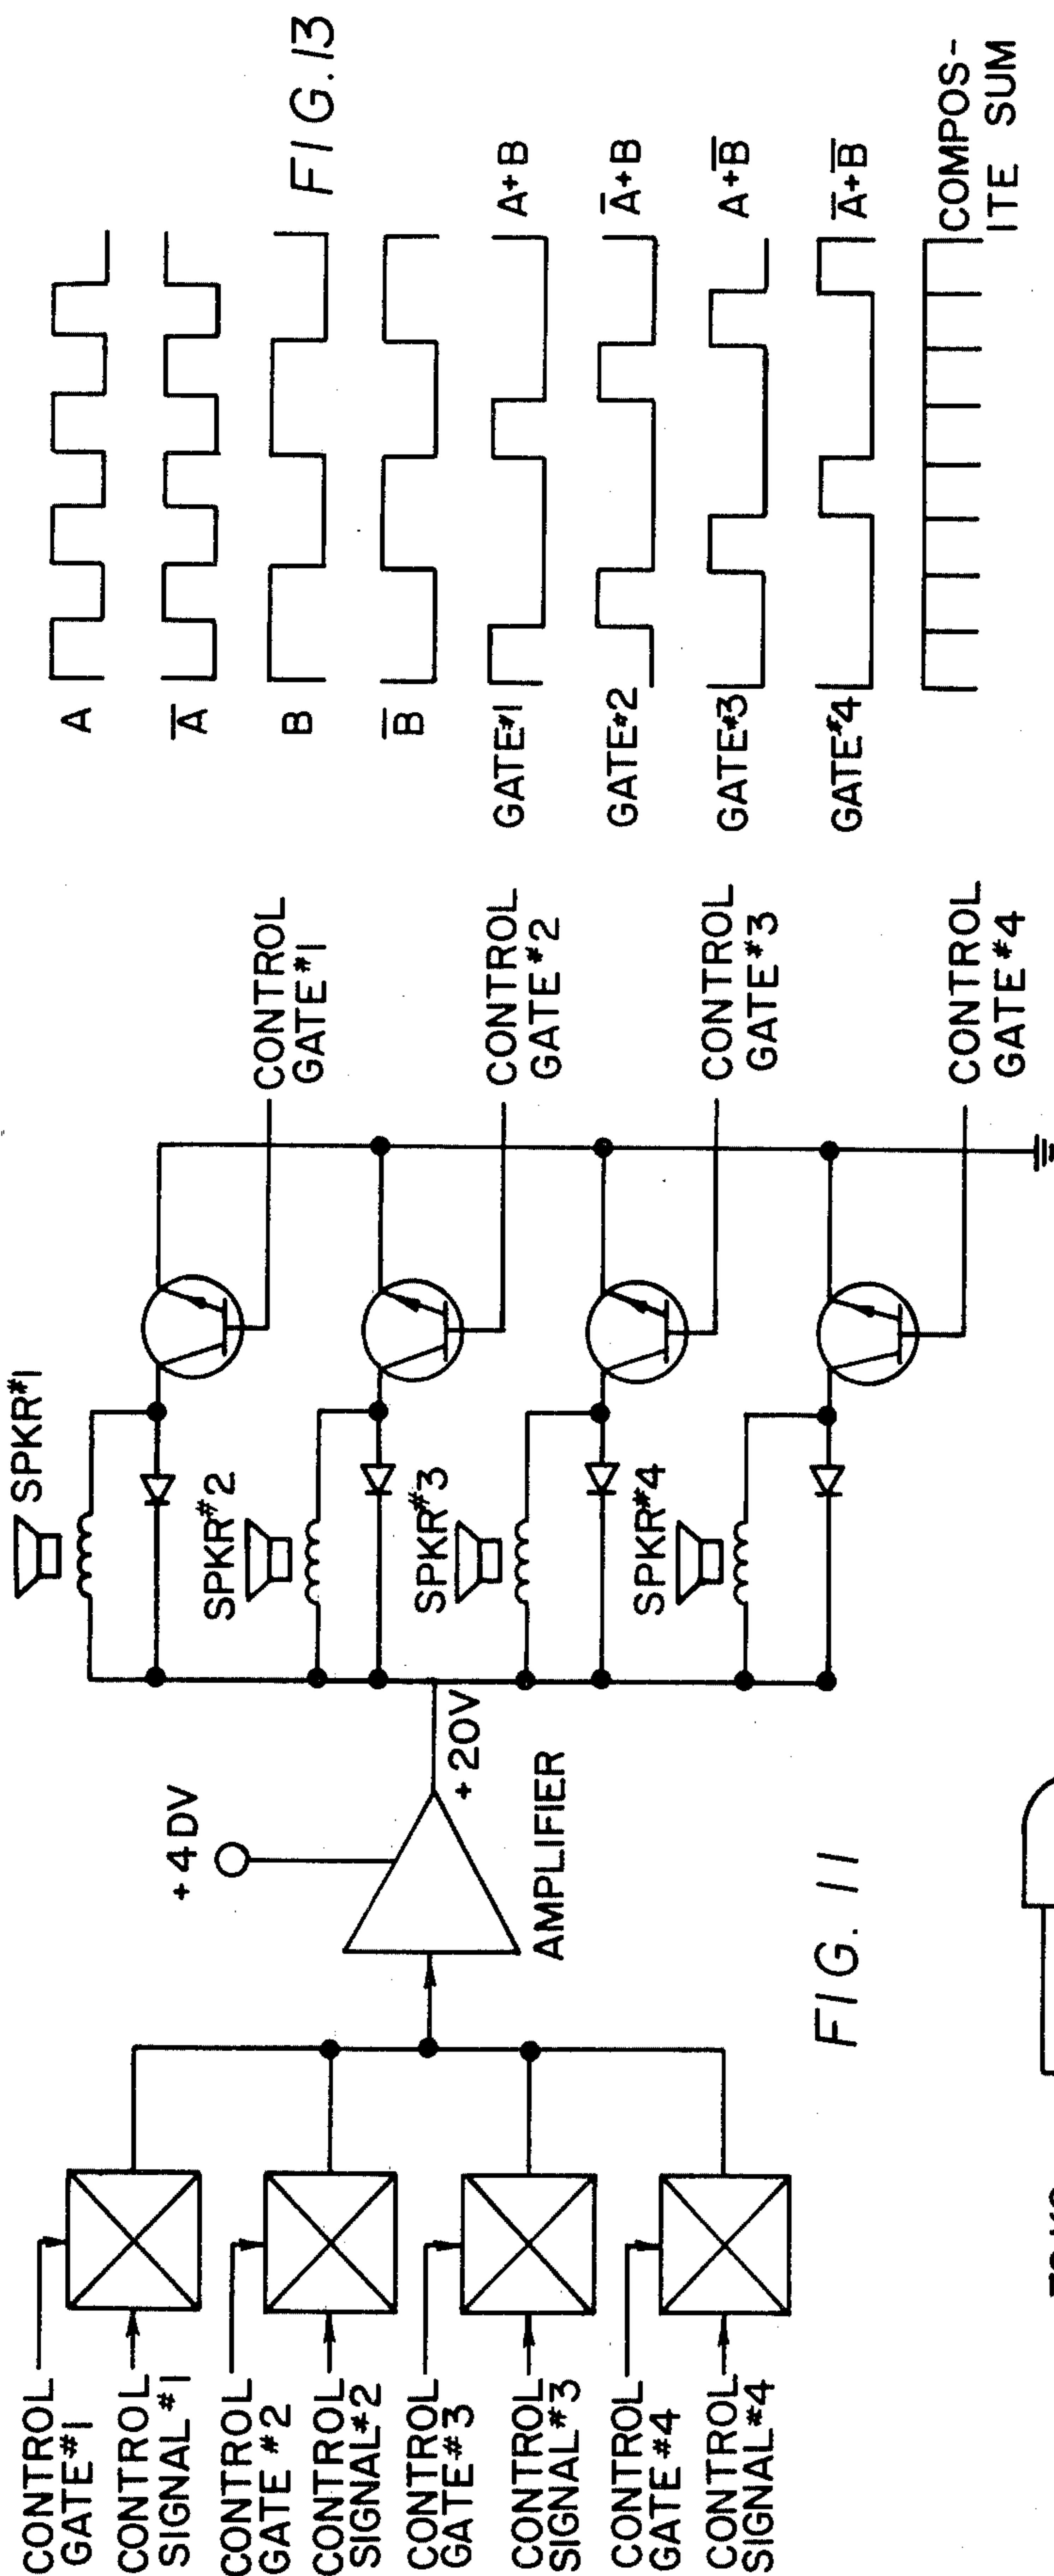 FIG. 13
A
A̅
B
B̅
GATE #1
A+B
GATE #2
A̅+B
GATE #3
A+B̅
GATE #4
A̅+B̅
COMPOS-
ITE SUM
CONTROL
GATE #1
CONTROL
SIGNAL #1
CONTROL
GATE #2
CONTROL
SIGNAL #2
CONTROL
GATE #3
CONTROL
SIGNAL #3
CONTROL
GATE #4
CONTROL
SIGNAL #4
+4DV
+20V
AMPLIFIER
SPKR #1
SPKR #2
SPKR #3
SPKR #4
CONTROL
GATE #1
CONTROL
GATE #2
CONTROL
GATE #3
CONTROL
GATE #4
FIG. 11